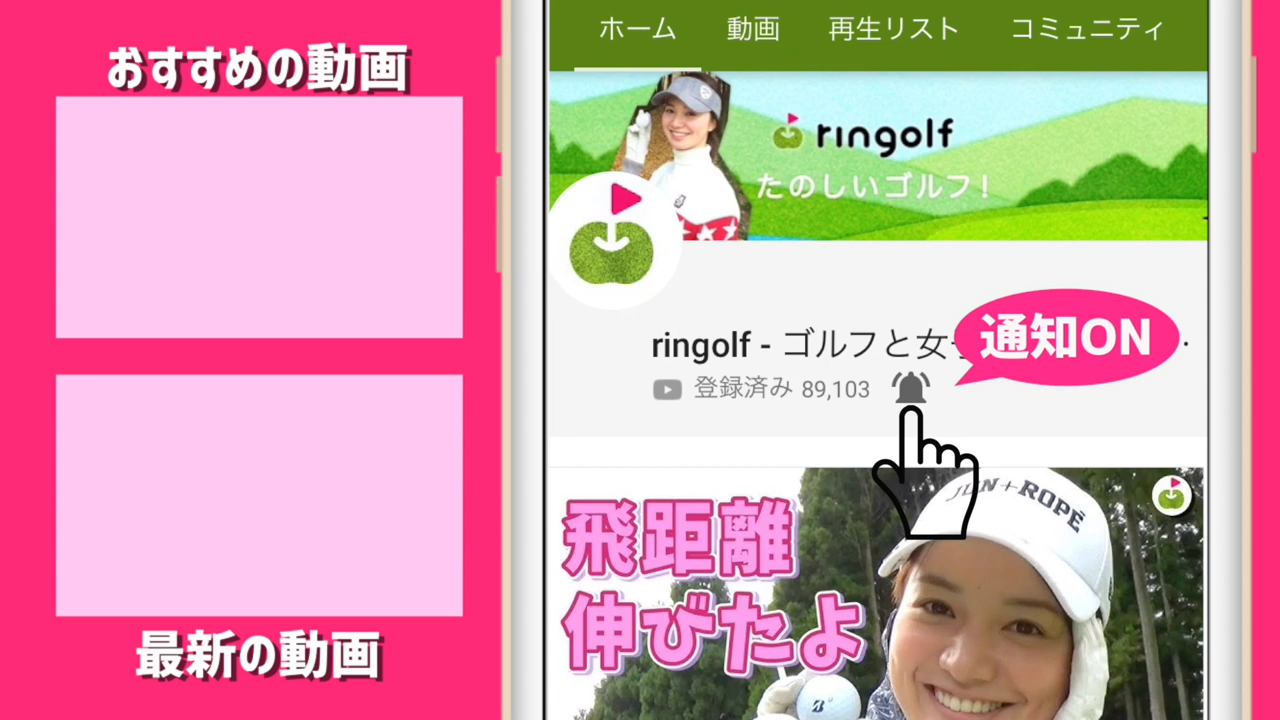 おすすめの動画
最新の動画
ホーム 動画 再生リスト コミュニティ
ringolf
たのしいゴルフ!
ringolf - ゴルフと女
通知ON
登録済み 89,103
飛距離
伸びたよ
JUN+ROPÉ
B